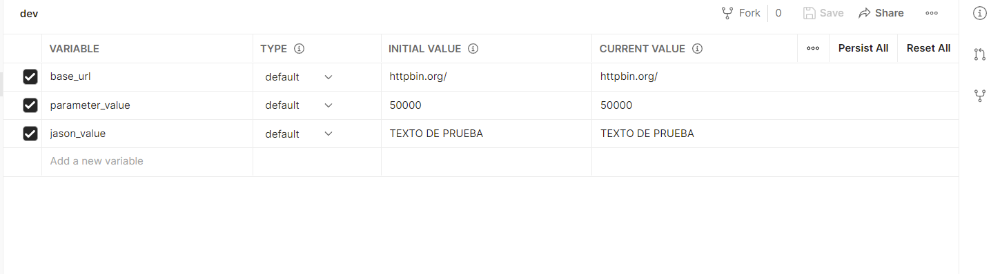 dev Fork 0 Save Share
VARIABLE TYPE INITIAL VALUE CURRENT VALUE Persist All Reset All
base_url default httpbin.org/ httpbin.org/
parameter_value default 50000 50000
jason_value default TEXTO DE PRUEBA TEXTO DE PRUEBA
Add a new variable